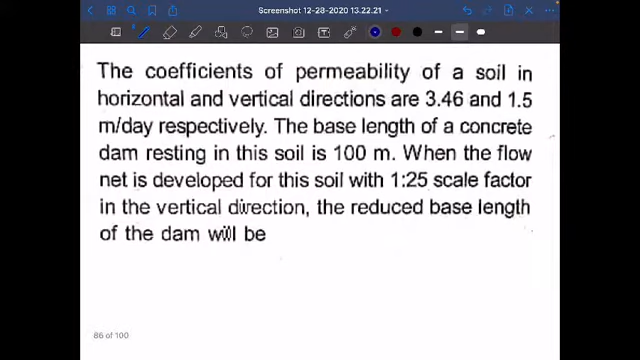 Screenshot 12-28-2020 13.22.21
The coefficients of permeability of a soil in
horizontal and vertical directions are 3.46 and 1.5
m/day respectively. The base length of a concrete
dam resting in this soil is 100 m. When the flow
net is developed for this soil with 1:25 scale factor
in the vertical direction, the reduced base length
of the dam will be
86 of 100